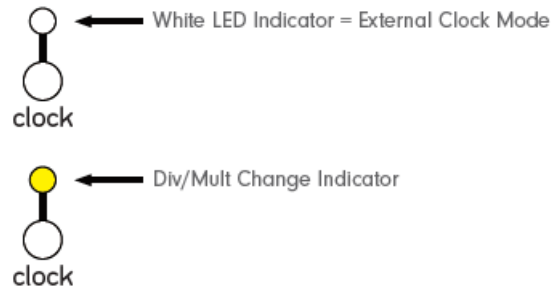 White LED Indicator = External Clock Mode
clock
Div/Mult Change Indicator
clock